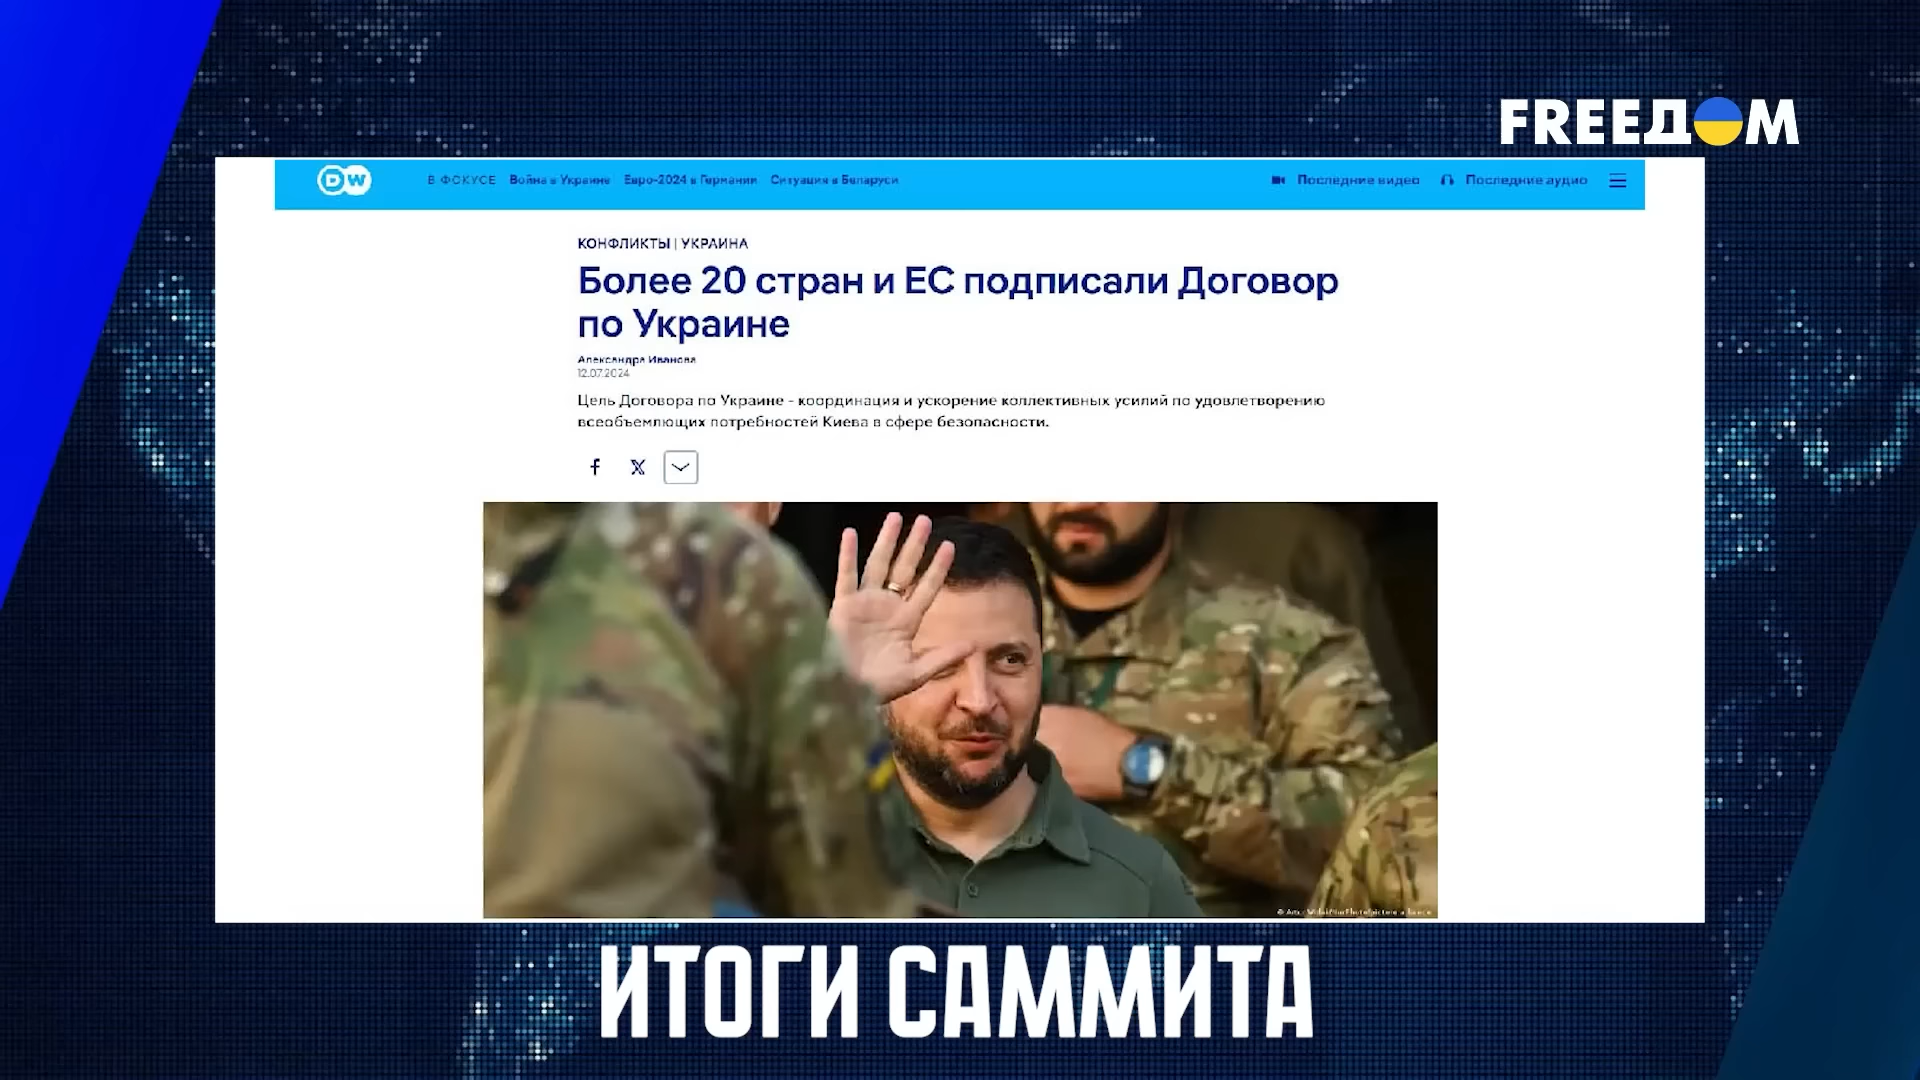 FREEДOM
DW В ФОКУСЕ Война в Украине Евро-2024 в Германии Ситуация в Беларуси Последние видео Последние аудио
КОНФЛИКТЫ | УКРАИНА
Более 20 стран и ЕС подписали Договор
по Украине
Александра Иванова
12.07.2024
Цель Договора по Украине - координация и ускорение коллективных усилий по удовлетворению
всеобъемлющих потребностей Киева в сфере безопасности.
ИТОГИ САММИТА